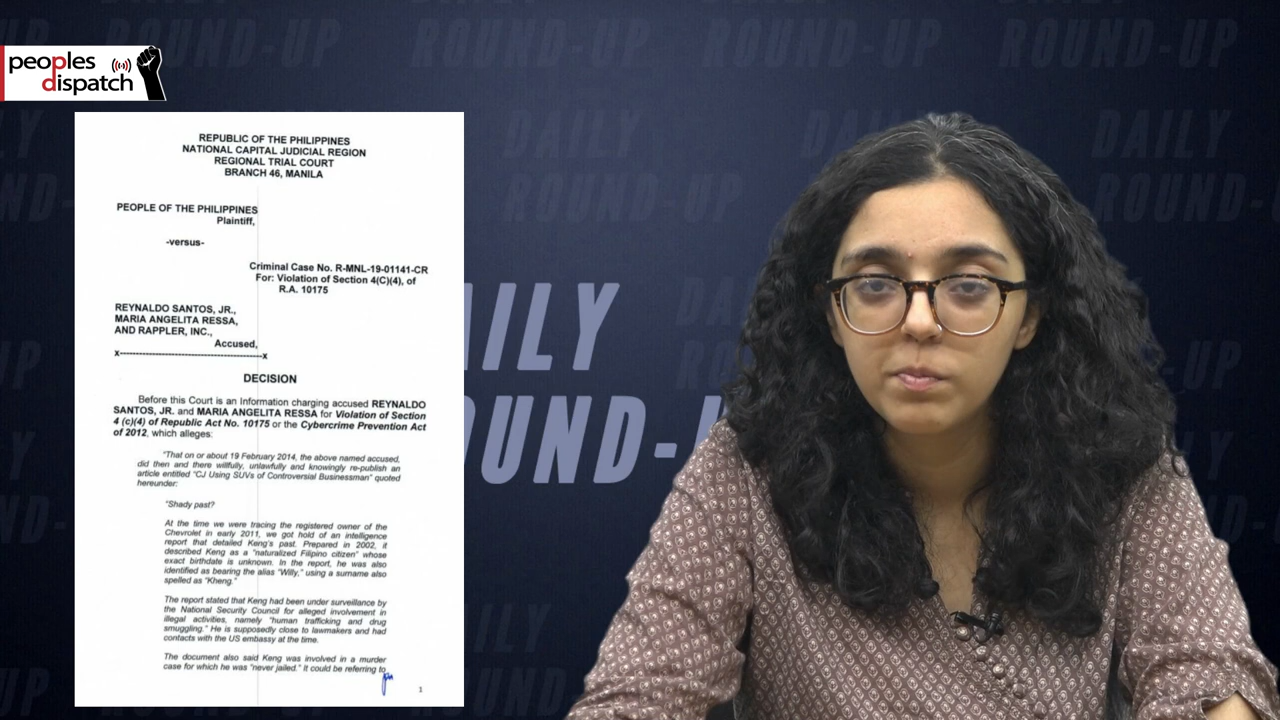 peoples
dispatch
DAILY
ROUND-UP
REPUBLIC OF THE PHILIPPINES
NATIONAL CAPITAL JUDICIAL REGION
REGIONAL TRIAL COURT
BRANCH 46, MANILA
PEOPLE OF THE PHILIPPINES
Plaintiff,
-versus-
Criminal Case No. R-MNL-19-01141-CR
For: Violation of Section 4(C)(4), of
R.A. 10175
REYNALDO SANTOS, JR.,
MARIA ANGELITA RESSA,
AND RAPPLER, INC.,
Accused,
x-------------------------------------------x
DECISION
Before this Court is an Information charging accused REYNALDO
SANTOS, JR. and MARIA ANGELITA RESSA for Violation of Section
4 (c)(4) of Republic Act No. 10175 or the Cybercrime Prevention Act
of 2012, which alleges:
"That on or about 19 February 2014, the above named accused,
did then and there willfully, unlawfully and knowingly re-publish an
article entitled "CJ Using SUVs of Controversial Businessman" quoted
hereunder:
"Shady past?
At the time we were tracing the registered owner of the
Chevrolet in early 2011, we got hold of an intelligence
report that detailed Keng's past. Prepared in 2002, it
described Keng as a "naturalized Filipino citizen" whose
exact birthdate is unknown. In the report, he was also
identified as bearing the alias "Willy," using a surname also
spelled as "Kheng."
The report stated that Keng had been under surveillance by
the National Security Council for alleged involvement in
illegal activities, namely "human trafficking and drug
smuggling." He is supposedly close to lawmakers and had
contacts with the US embassy at the time.
The document also said Keng was involved in a murder
case for which he was "never jailed." It could be referring to
1